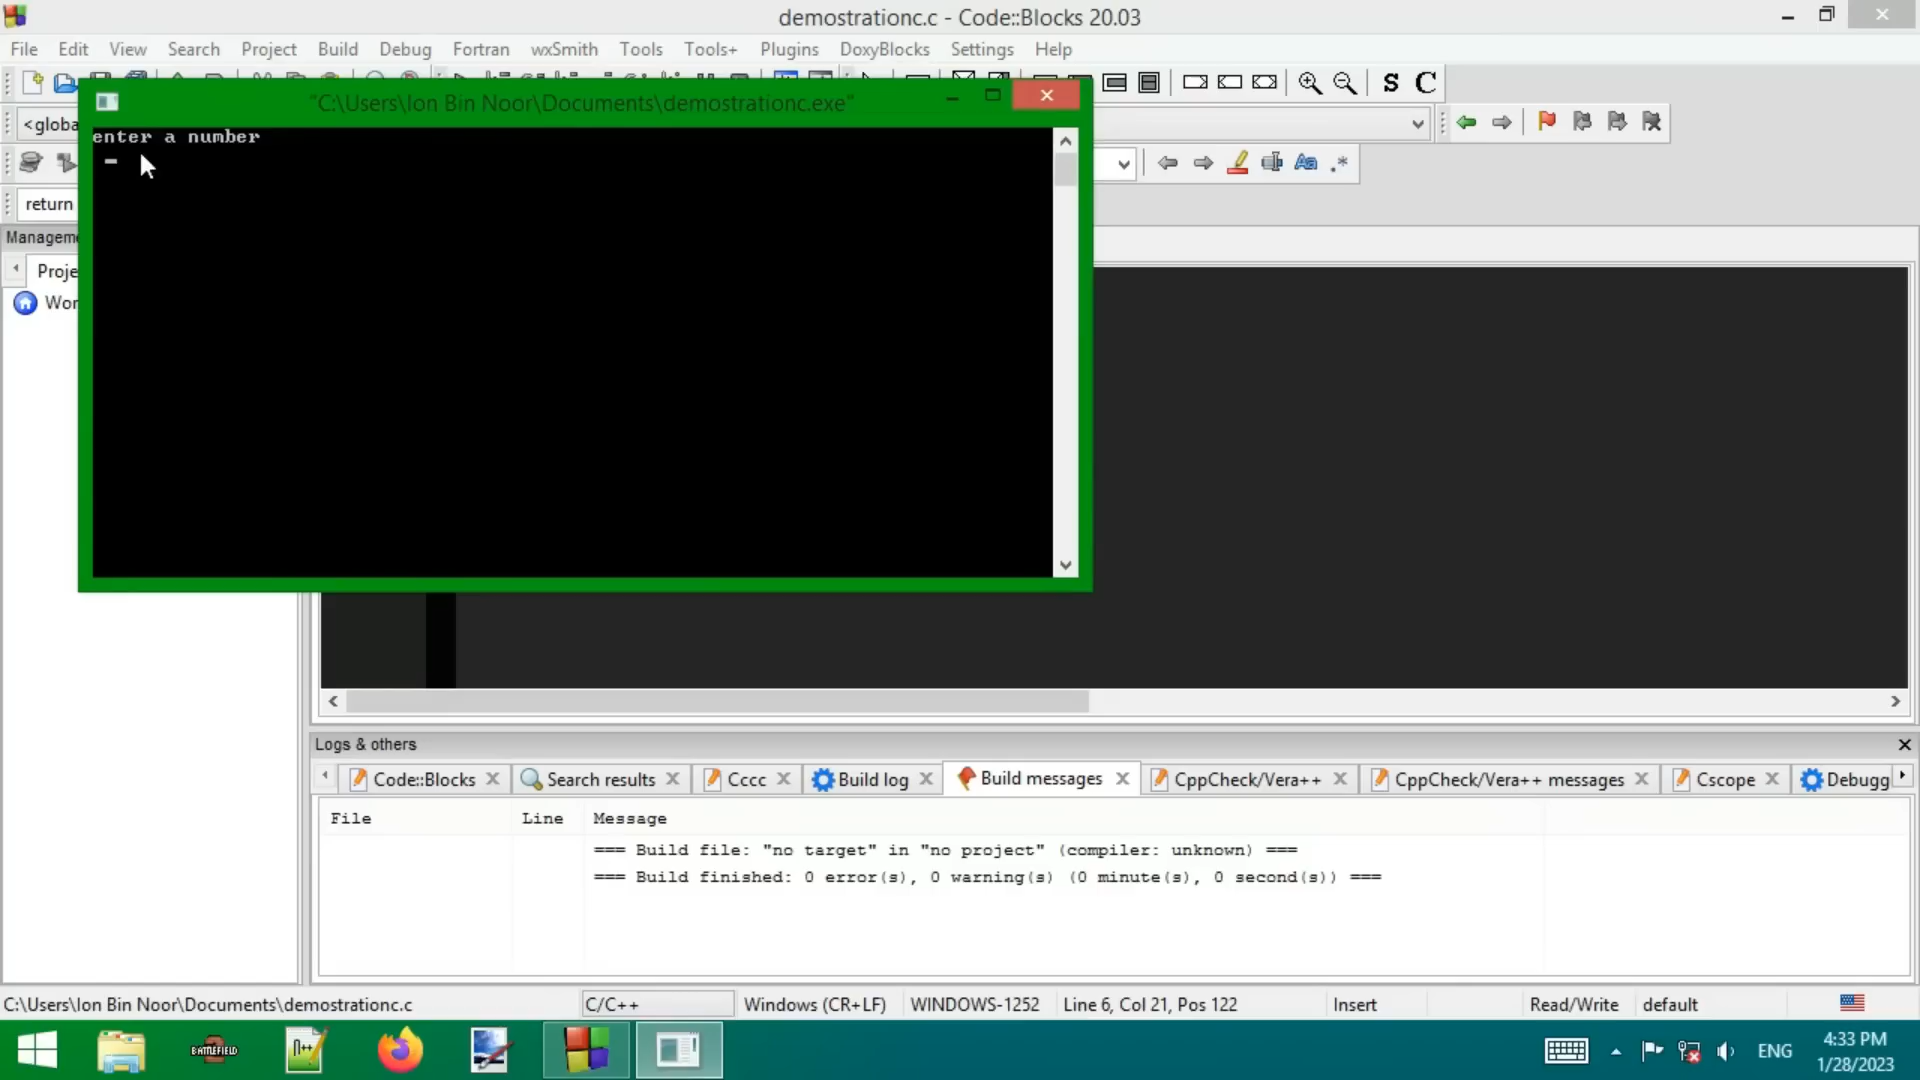 demostrationc.c - Code::Blocks 20.03
File Edit View Search Project Build Debug Fortran wxSmith Tools Tools+ Plugins DoxyBlocks Settings Help
S C
"C:\Users\Ion Bin Noor\Documents\demostrationc.exe"
<globa
enter a number
Aa .*
return
Manageme
Proje
Wor
Logs & others
Code::Blocks Search results Cccc Build log Build messages CppCheck/Vera++ CppCheck/Vera++ messages Cscope Debugg
File Line Message
=== Build file: "no target" in "no project" (compiler: unknown) ===
=== Build finished: 0 error(s), 0 warning(s) (0 minute(s), 0 second(s)) ===
C:\Users\Ion Bin Noor\Documents\demostrationc.c C/C++ Windows (CR+LF) WINDOWS-1252 Line 6, Col 21, Pos 122 Insert Read/Write default
BATTLEFIELD 2 n++ ENG 4:33 PM
1/28/2023